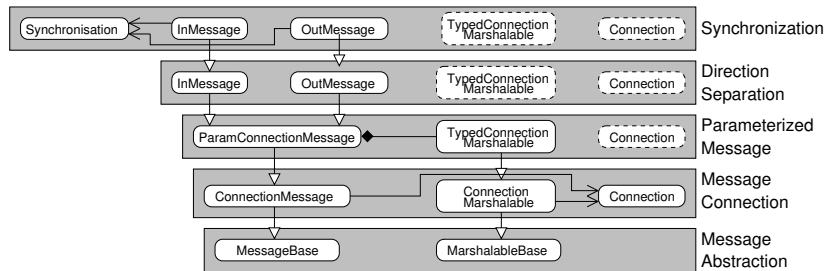 Synchronisation
InMessage
OutMessage
TypedConnection
Marshalable
Connection
Synchronization
InMessage
OutMessage
TypedConnection
Marshalable
Connection
Direction
Separation
ParamConnectionMessage
TypedConnection
Marshalable
Connection
Parameterized
Message
ConnectionMessage
Connection
Marshalable
Connection
Message
Connection
MessageBase
MarshalableBase
Message
Abstraction